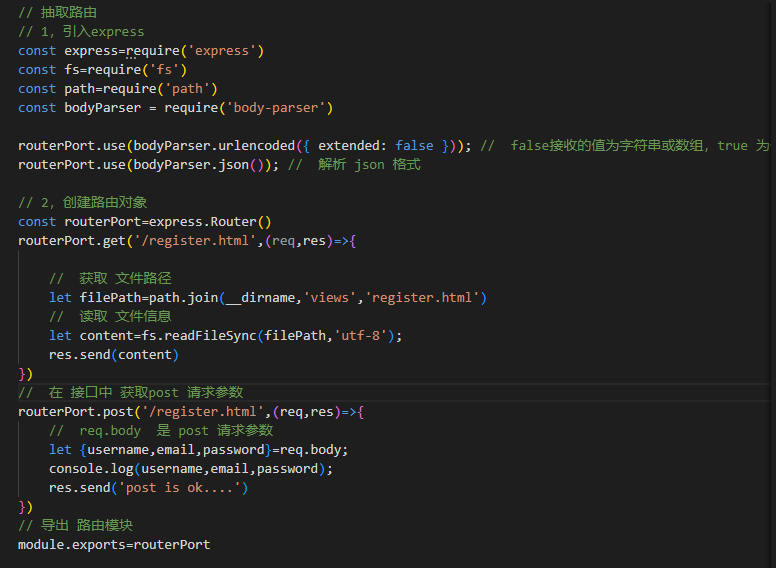 // 抽取路由
// 1，引入express
const express=require('express')
const fs=require('fs')
const path=require('path')
const bodyParser = require('body-parser')
routerPort.use(bodyParser.urlencoded({ extended: false })); //  false接收的值为字符串或数组，true 为
routerPort.use(bodyParser.json()); //  解析 json 格式
// 2，创建路由对象
const routerPort=express.Router()
routerPort.get('/register.html',(req,res)=>{
    //  获取 文件路径
    let filePath=path.join(__dirname,'views','register.html')
    //  读取 文件信息
    let content=fs.readFileSync(filePath,'utf-8');
    res.send(content)
})
//  在 接口中 获取post 请求参数
routerPort.post('/register.html',(req,res)=>{
    //  req.body  是 post 请求参数
    let {username,email,password}=req.body;
    console.log(username,email,password);
    res.send('post is ok....')
})
// 导出 路由模块
module.exports=routerPort